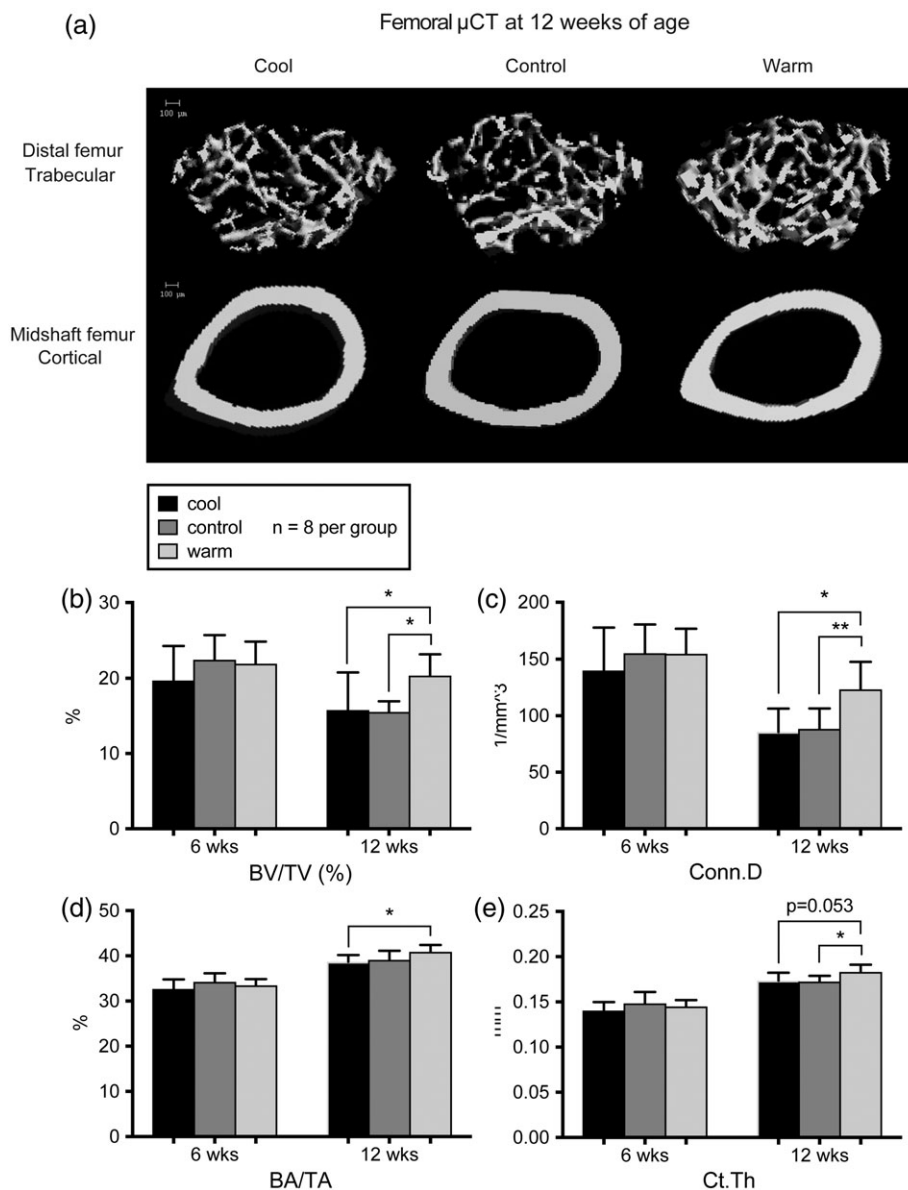 (a)
Femoral µCT at 12 weeks of age
Cool Control Warm
100 µm
Distal femur
Trabecular
100 µm
Midshaft femur
Cortical
cool
control n = 8 per group
warm
(b)
30
20
10
0
%
* *
6 wks 12 wks
BV/TV (%)
(c)
200
150
100
50
0
1/mm^3
* **
6 wks 12 wks
Conn.D
(d)
50
40
30
20
10
0
%
*
6 wks 12 wks
BA/TA
(e)
0.25
0.20
0.15
0.10
0.05
0.00
p=0.053
*
6 wks 12 wks
Ct.Th